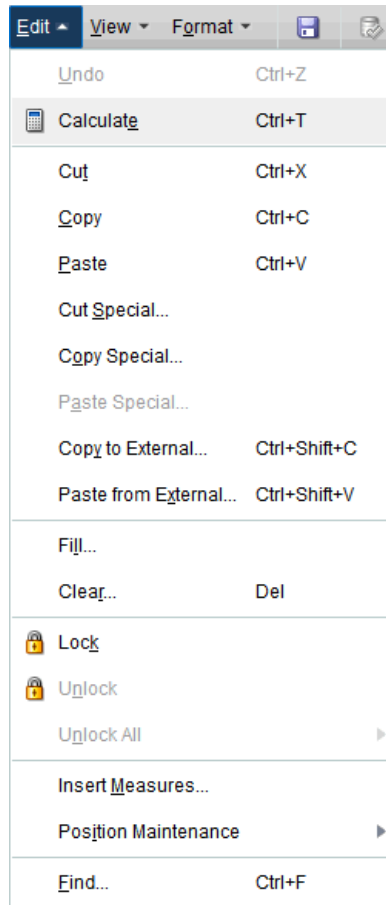 Edit View Format
Undo Ctrl+Z
Calculate Ctrl+T
Cut Ctrl+X
Copy Ctrl+C
Paste Ctrl+V
Cut Special...
Copy Special...
Paste Special...
Copy to External... Ctrl+Shift+C
Paste from External... Ctrl+Shift+V
Fill...
Clear... Del
Lock
Unlock
Unlock All
Insert Measures...
Position Maintenance
Find... Ctrl+F